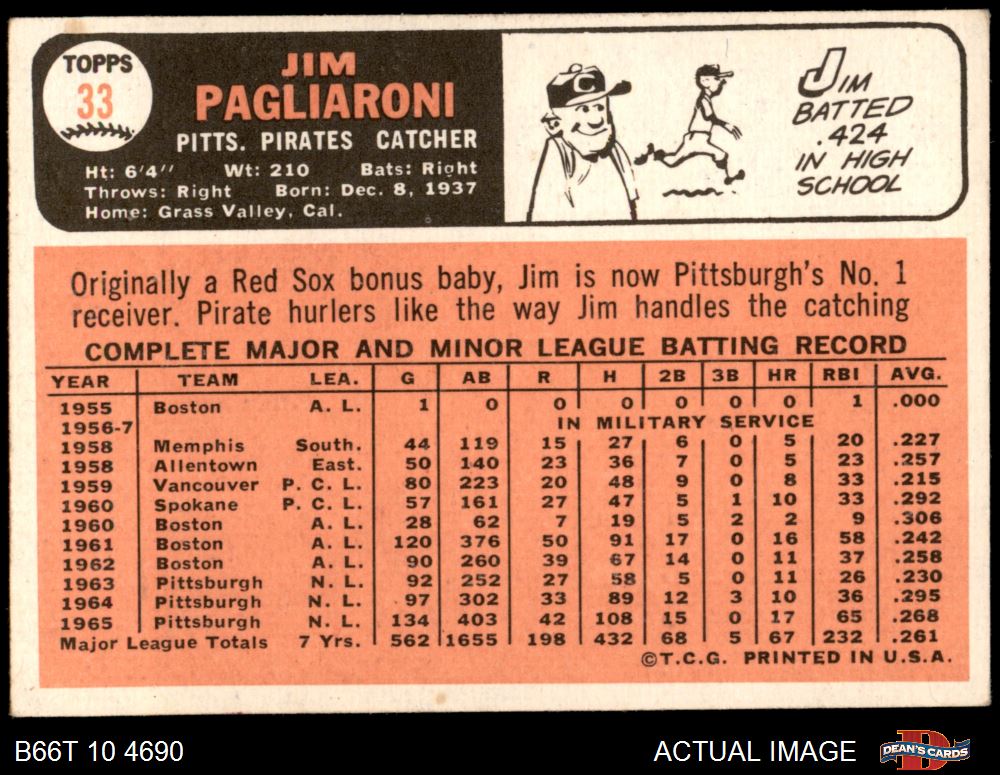 TOPPS
33
JIM
PAGLIARONI
PITTS. PIRATES CATCHER
Ht: 6'4" Wt: 210 Bats: Right
Throws: Right Born: Dec. 8, 1937
Home: Grass Valley, Cal.
C
JIM
BATTED
.424
IN HIGH
SCHOOL
Originally a Red Sox bonus baby, Jim is now Pittsburgh's No. 1
receiver. Pirate hurlers like the way Jim handles the catching
COMPLETE MAJOR AND MINOR LEAGUE BATTING RECORD
YEAR TEAM LEA. G AB R H 2B 3B HR RBI AVG.
1955 Boston A. L. 1 0 0 0 0 0 0 1 .000
1956-7 IN MILITARY SERVICE
1958 Memphis South. 44 119 15 27 6 0 5 20 .227
1958 Allentown East. 50 140 23 36 7 0 5 23 .257
1959 Vancouver P. C. L. 80 223 20 48 9 0 8 33 .215
1960 Spokane P. C. L. 57 161 27 47 5 1 10 33 .292
1960 Boston A. L. 28 62 7 19 5 2 2 9 .306
1961 Boston A. L. 120 376 50 91 17 0 16 58 .242
1962 Boston A. L. 90 260 39 67 14 0 11 37 .258
1963 Pittsburgh N. L. 92 252 27 58 5 0 11 26 .230
1964 Pittsburgh N. L. 97 302 33 89 12 3 10 36 .295
1965 Pittsburgh N. L. 134 403 42 108 15 0 17 65 .268
Major League Totals 7 Yrs. 562 1655 198 432 68 5 67 232 .261
©T.C.G. PRINTED IN U.S.A.
B66T 10 4690
ACTUAL IMAGE
D
DEAN'S CARDS